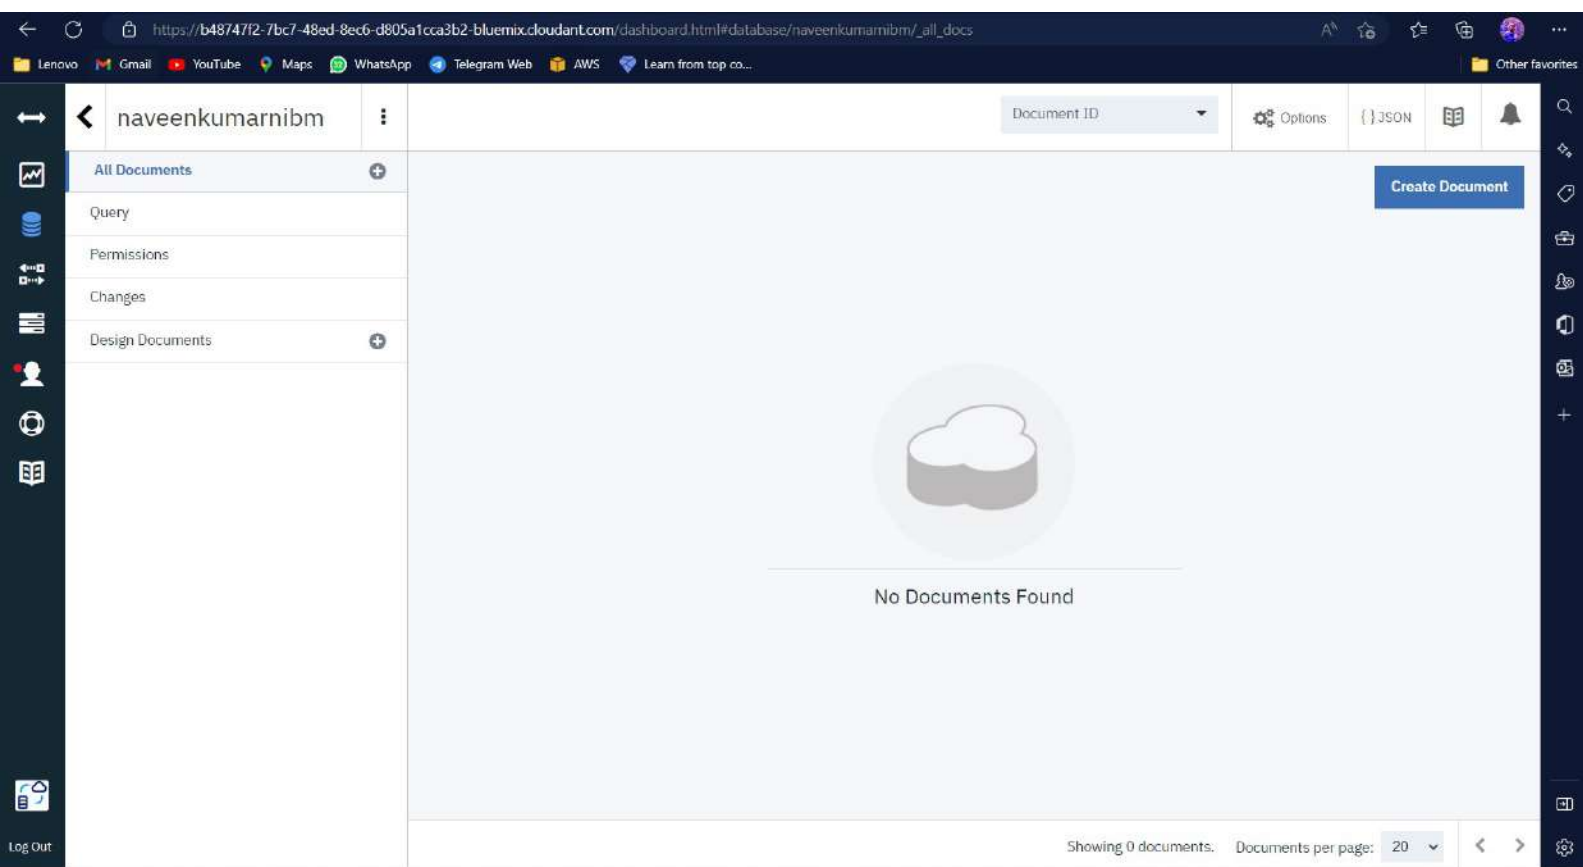 https://b48747f2-7bc7-48ed-8ec6-d805a1cca3b2-bluemix.cloudant.com/dashboard.html#database/naveenkumarnibm/_all_docs
Lenovo Gmail YouTube Maps WhatsApp Telegram Web AWS Learn from top co... Other favorites
naveenkumarnibm Document ID Options { } JSON
All Documents
Create Document
Query
Permissions
Changes
Design Documents
No Documents Found
Showing 0 documents. Documents per page: 20
Log Out